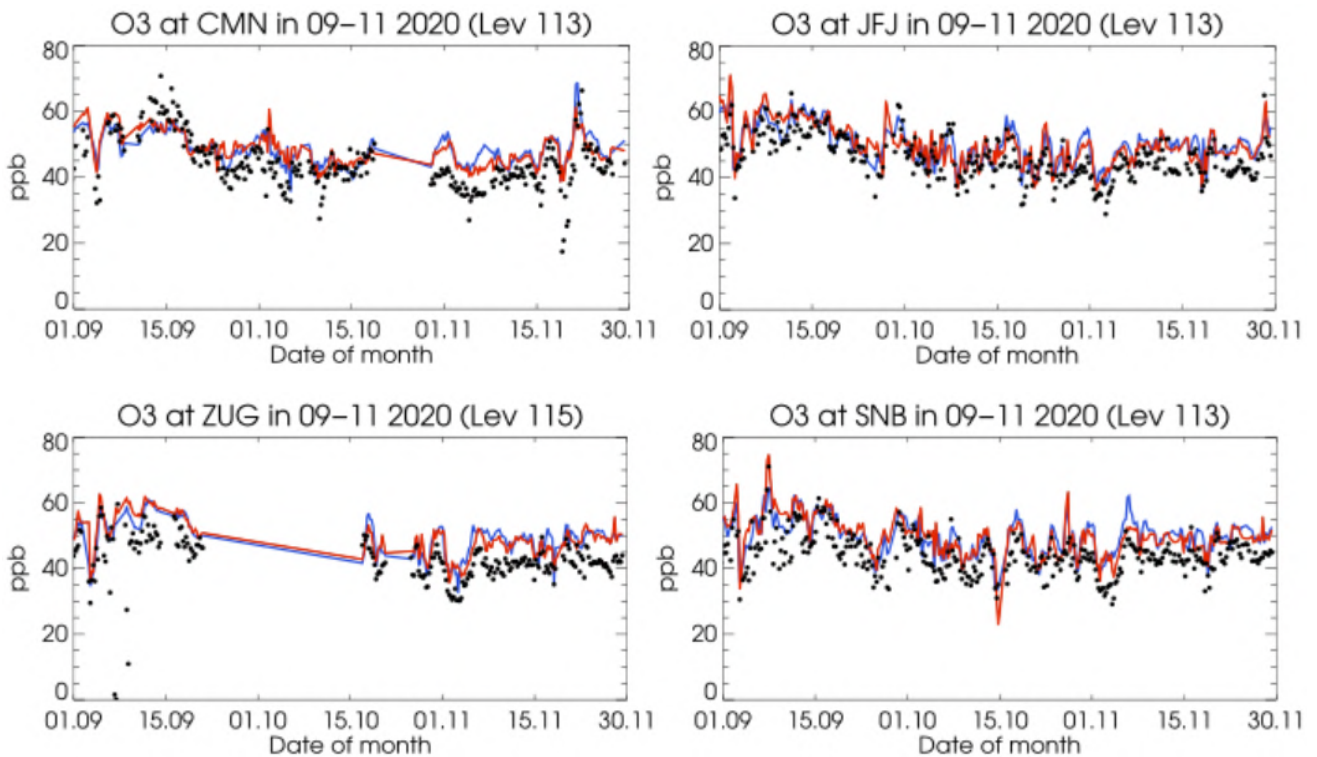 O3 at CMN in 09–11 2020 (Lev 113)
80
60
40
20
0
ppb
01.09 15.09 01.10 15.10 01.11 15.11 30.11
Date of month
O3 at JFJ in 09–11 2020 (Lev 113)
80
60
40
20
0
ppb
01.09 15.09 01.10 15.10 01.11 15.11 30.11
Date of month
O3 at ZUG in 09–11 2020 (Lev 115)
80
60
40
20
0
ppb
01.09 15.09 01.10 15.10 01.11 15.11 30.11
Date of month
O3 at SNB in 09–11 2020 (Lev 113)
80
60
40
20
0
ppb
01.09 15.09 01.10 15.10 01.11 15.11 30.11
Date of month